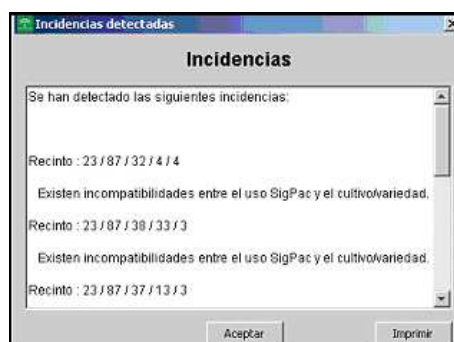 Incidencias detectadas
Incidencias
Se han detectado las siguientes incidencias:
Recinto : 23 / 87 / 32 / 4 / 4
Existen incompatibilidades entre el uso SigPac y el cultivo/variedad.
Recinto : 23 / 87 / 38 / 33 / 3
Existen incompatibilidades entre el uso SigPac y el cultivo/variedad.
Recinto : 23 / 87 / 37 / 13 / 3
Aceptar
Imprimir